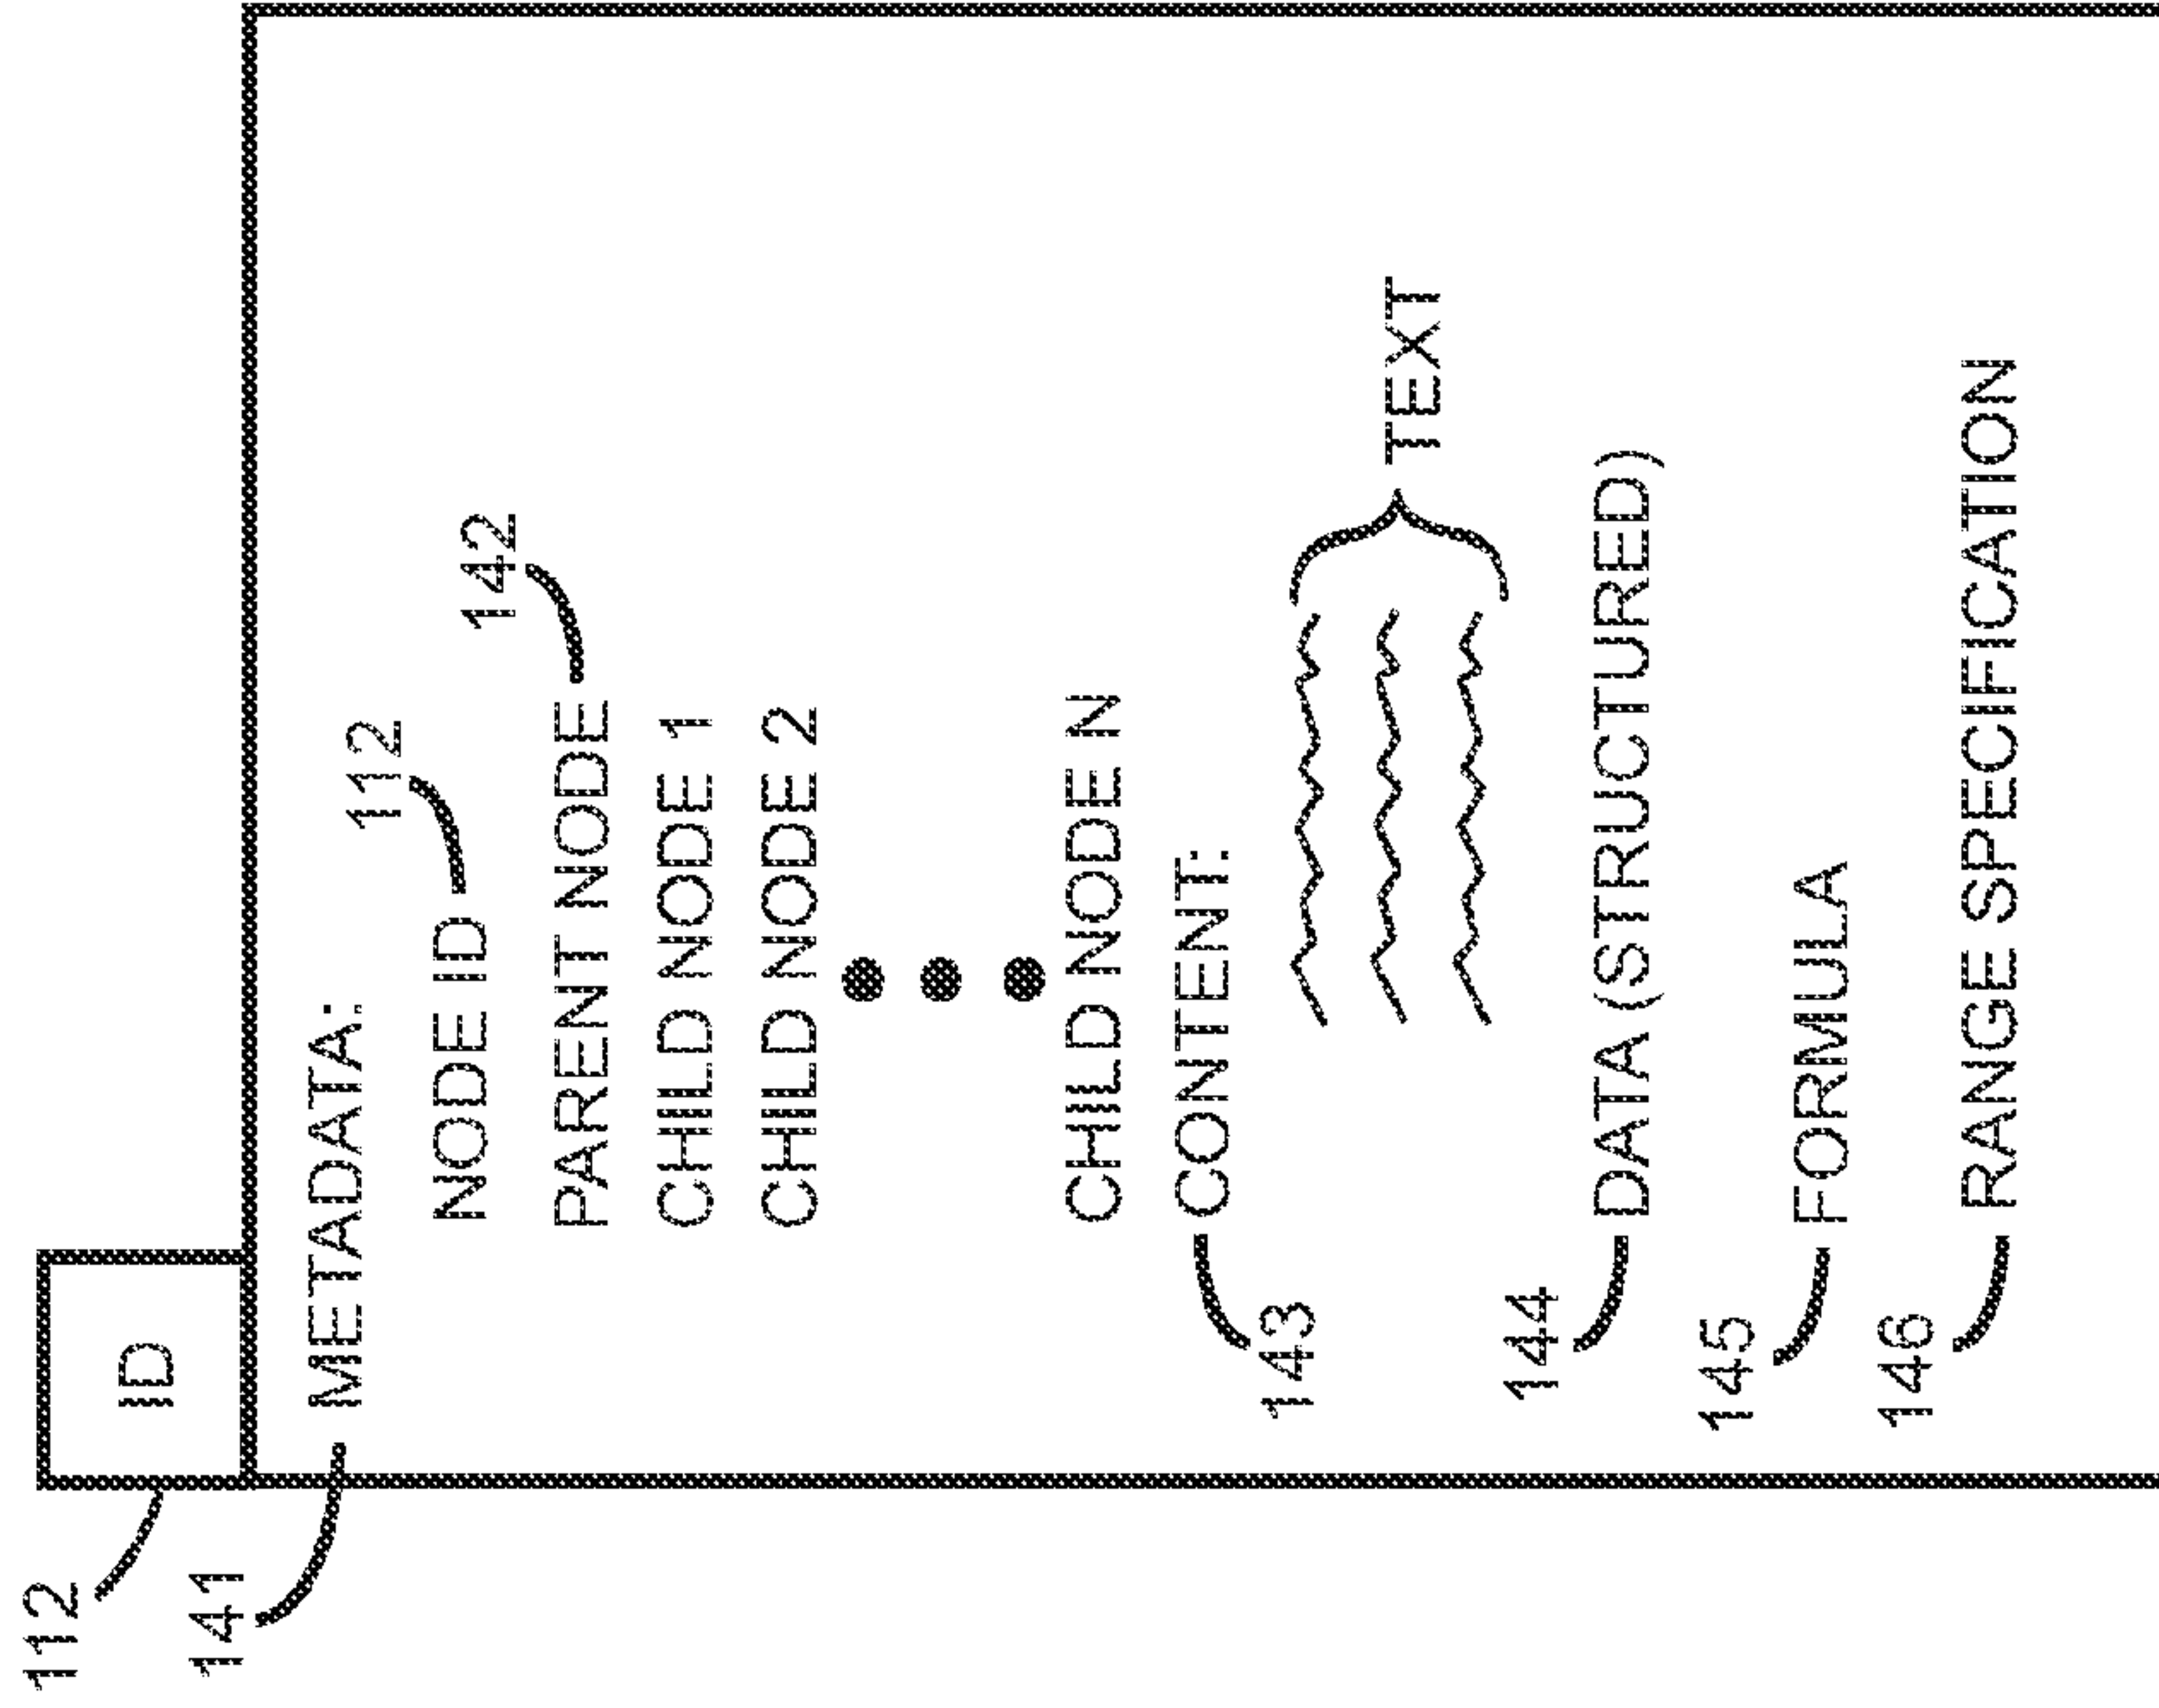 112
ID
141
METADATA:
112
NODE ID
142
PARENT NODE
CHILD NODE 1
CHILD NODE 2
CHILD NODE N
143
CONTENT:
TEXT
144
DATA (STRUCTURED)
145
FORMULA
146
RANGE SPECIFICATION